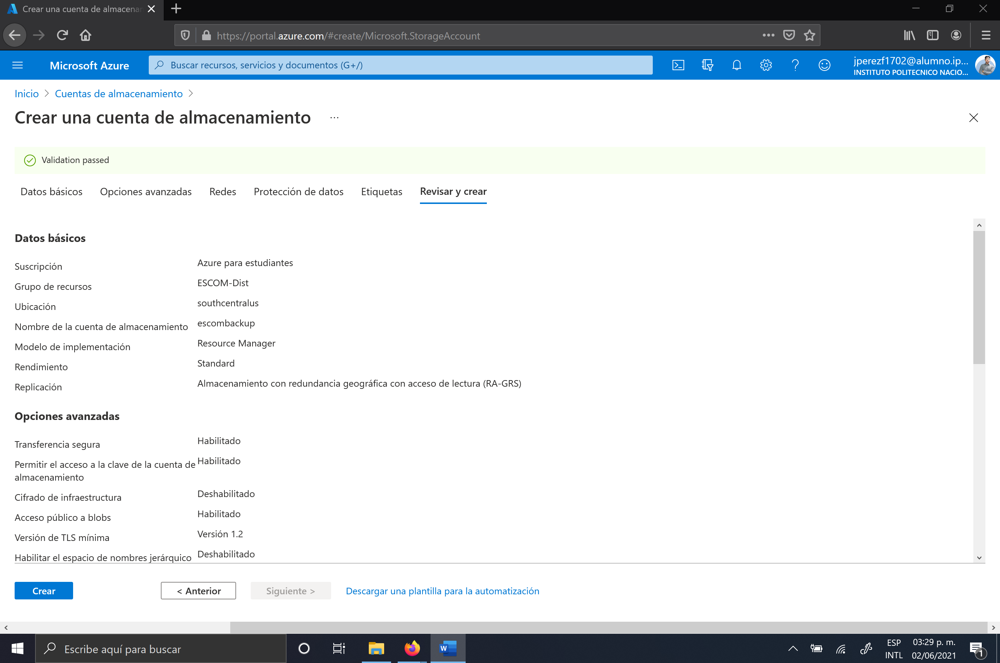 Crear una cuenta de almacenan
https://portal.azure.com/#create/Microsoft.StorageAccount
Microsoft Azure
Buscar recursos, servicios y documentos (G+/)
jperezf1702@alumno.ip...
INSTITUTO POLITECNICO NACIO...
Inicio > Cuentas de almacenamiento >
Crear una cuenta de almacenamiento ...
Validation passed
Datos básicos Opciones avanzadas Redes Protección de datos Etiquetas Revisar y crear
Datos básicos
Suscripción Azure para estudiantes
Grupo de recursos ESCOM-Dist
Ubicación southcentralus
Nombre de la cuenta de almacenamiento escombackup
Modelo de implementación Resource Manager
Rendimiento Standard
Replicación Almacenamiento con redundancia geográfica con acceso de lectura (RA-GRS)
Opciones avanzadas
Transferencia segura Habilitado
Permitir el acceso a la clave de la cuenta de Habilitado
almacenamiento
Cifrado de infraestructura Deshabilitado
Acceso público a blobs Habilitado
Versión de TLS mínima Versión 1.2
Habilitar el espacio de nombres jerárquico Deshabilitado
Crear < Anterior Siguiente > Descargar una plantilla para la automatización
Escribe aquí para buscar
W
ESP
INTL
03:29 p. m.
02/06/2021
1